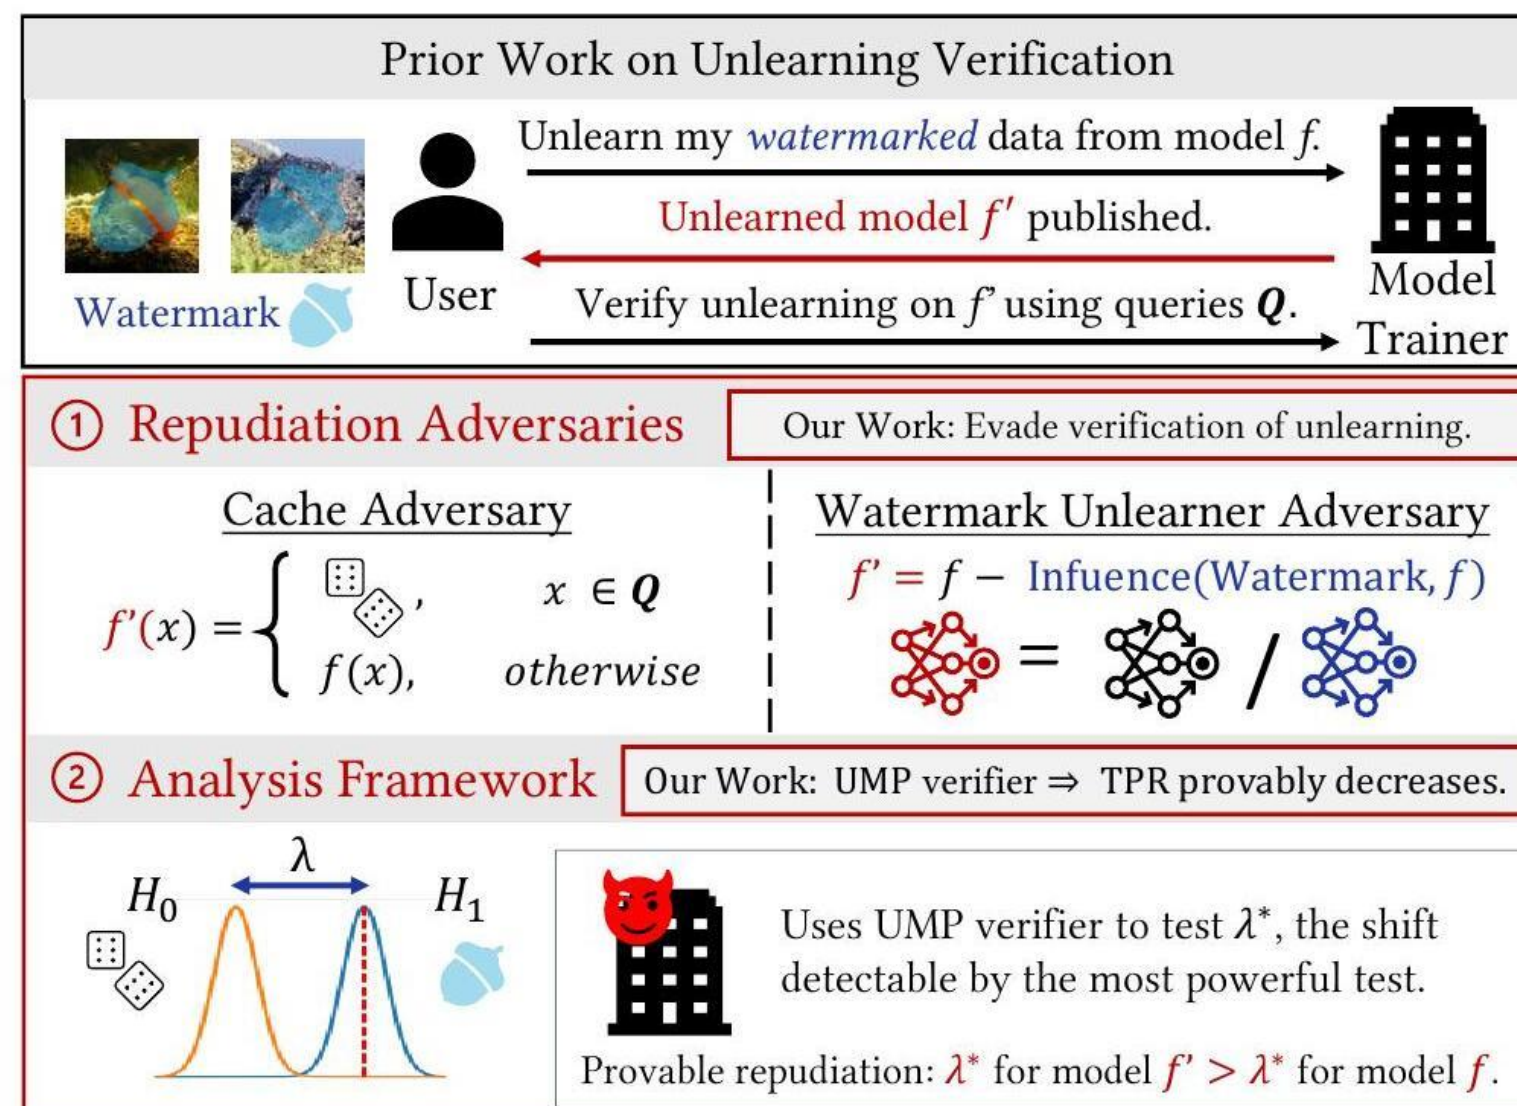 Prior Work on Unlearning Verification
Unlearn my watermarked data from model f.
Unlearned model f′ published.
Watermark
User
Verify unlearning on f’ using queries Q.
Model
Trainer
① Repudiation Adversaries
Our Work: Evade verification of unlearning.
Cache Adversary
f’(x) = {
, x ∈ Q
f(x), otherwise
Watermark Unlearner Adversary
f’ = f − Infuence(Watermark, f)
= /
② Analysis Framework
Our Work: UMP verifier ⇒ TPR provably decreases.
λ
H₀
H₁
Uses UMP verifier to test λ*, the shift
detectable by the most powerful test.
Provable repudiation: λ* for model f’ > λ* for model f.